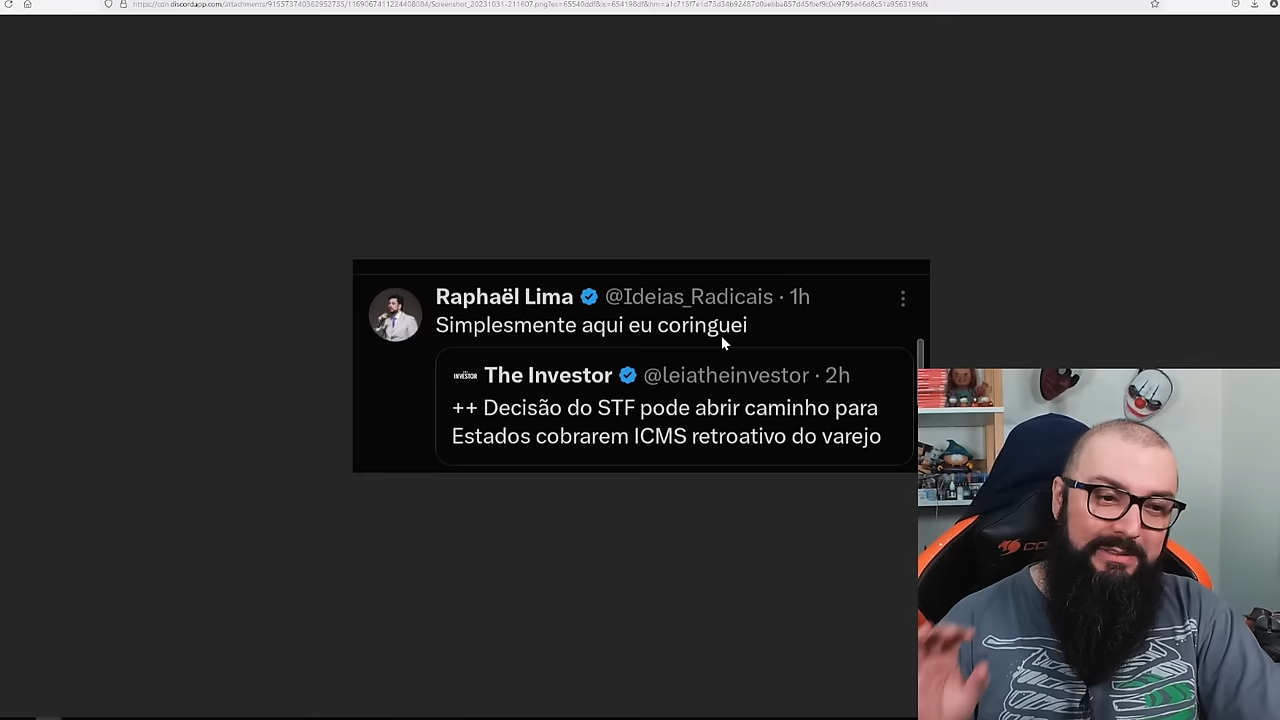 Raphaël Lima @Ideias_Radicais · 1h
Simplesmente aqui eu coringuei
INVESTOR The Investor @leiatheinvestor · 2h
++ Decisão do STF pode abrir caminho para
Estados cobrarem ICMS retroativo do varejo